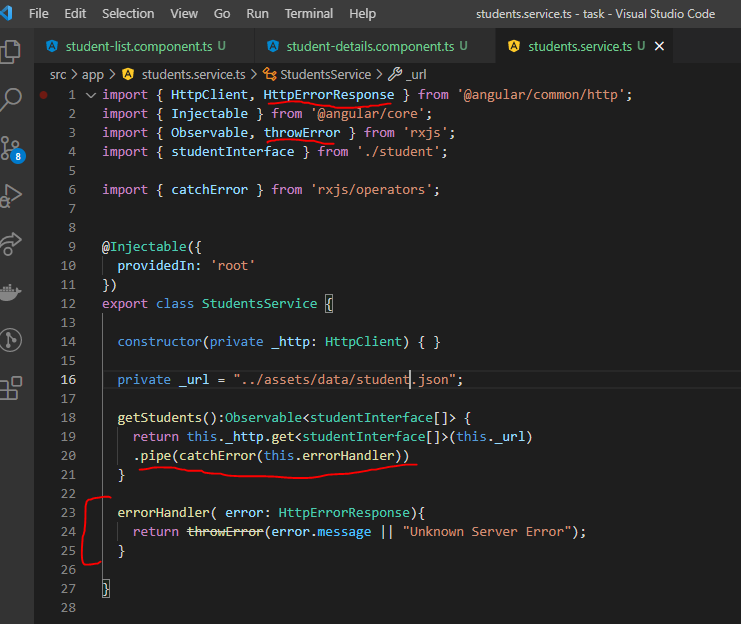 File Edit Selection View Go Run Terminal Help students.service.ts - task - Visual Studio Code
student-list.component.ts U student-details.component.ts U students.service.ts U
src > app > students.service.ts > StudentsService > _url
1 import { HttpClient, HttpErrorResponse } from '@angular/common/http';
2 import { Injectable } from '@angular/core';
3 import { Observable, throwError } from 'rxjs';
4 import { studentInterface } from './student';
5
6 import { catchError } from 'rxjs/operators';
7
8
9 @Injectable({
10 providedIn: 'root'
11 })
12 export class StudentsService {
13
14 constructor(private _http: HttpClient) { }
15
16 private _url = "../assets/data/student.json";
17
18 getStudents():Observable<studentInterface[]> {
19 return this._http.get<studentInterface[]>(this._url)
20 .pipe(catchError(this.errorHandler))
21 }
22
23 errorHandler( error: HttpErrorResponse){
24 return throwError(error.message || "Unknown Server Error");
25 }
26
27 }
28
8